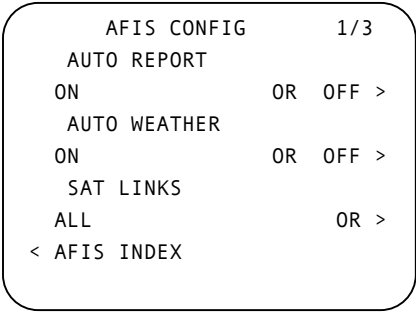 AFIS CONFIG 1/3
AUTO REPORT
ON OR OFF >
AUTO WEATHER
ON OR OFF >
SAT LINKS
ALL OR >
< AFIS INDEX